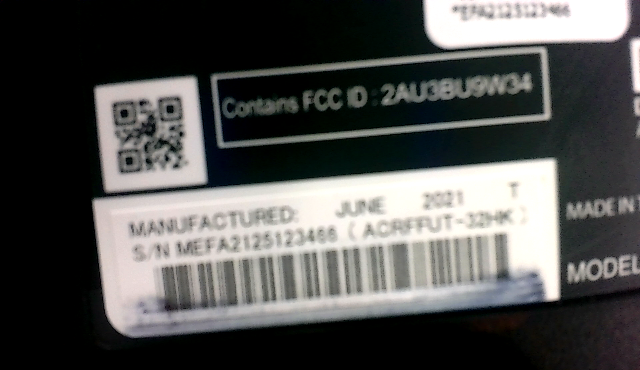 *EFA2125123466
Contains FCC ID : 2AU3BU9W34
MANUFACTURED: JUNE 2021 T
S/N MEFA2125123466 ( ACRFFUT-32HK )
MADE IN T
MODEL